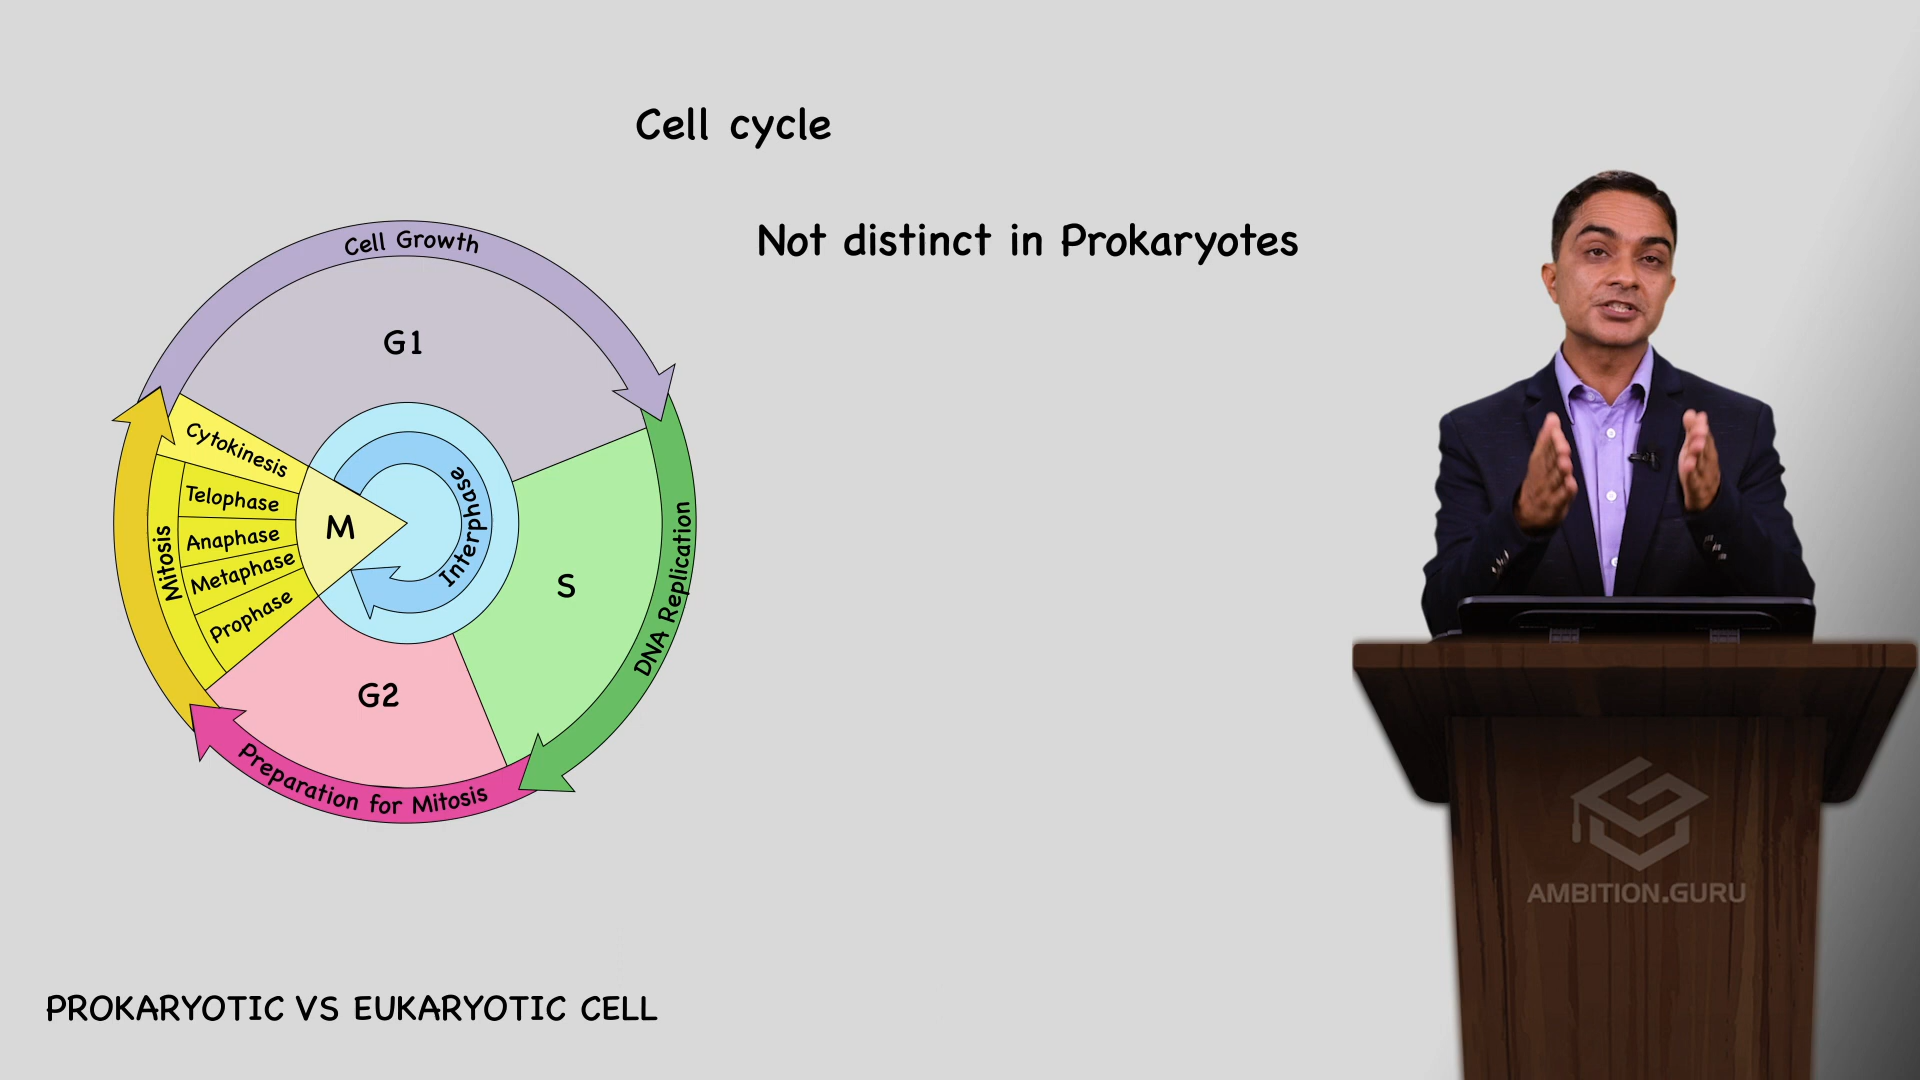 Cell cycle
Not distinct in Prokaryotes
Cell Growth
G1
Cytokinesis
Telophase
Anaphase
Metaphase
Prophase
Mitosis
M
Interphase
S
DNA Replication
G2
Preparation for Mitosis
AMBITION.GURU
PROKARYOTIC VS EUKARYOTIC CELL